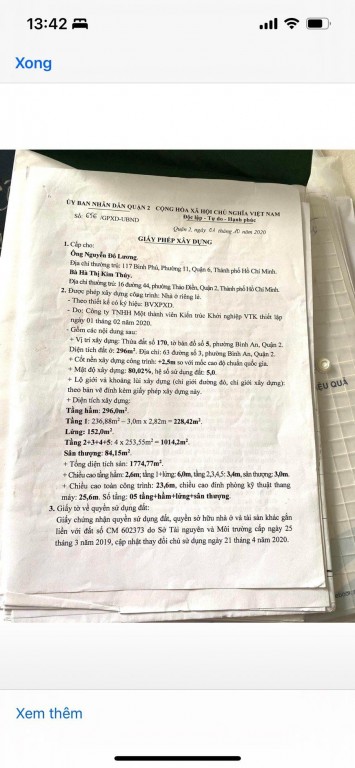 13:42
Xong
ỦY BAN NHÂN DÂN QUẬN 2 CỘNG HÒA XÃ HỘI CHỦ NGHĨA VIỆT NAM
Số: 656 /GPXD-UBND Độc lập - Tự do - Hạnh phúc
Quận 2, ngày 01 tháng 10 năm 2020
GIẤY PHÉP XÂY DỰNG
1. Cấp cho:
Ông Nguyễn Đô Lương.
Địa chỉ thường trú: 117 Bình Phú, Phường 11, Quận 6, Thành phố Hồ Chí Minh.
Bà Hà Thị Kim Thúy.
Địa chỉ thường trú: 16 đường 44, phường Thảo Điền, Quận 2, Thành phố Hồ Chí Minh.
2. Được phép xây dựng công trình: Nhà ở riêng lẻ.
- Theo thiết kế có ký hiệu: BVXPXD.
- Do: Công ty TNHH Một thành viên Kiến trúc Khởi nghiệp VTK thiết lập
ngày 01 tháng 02 năm 2020.
- Gồm các nội dung sau:
+ Vị trí xây dựng: Thửa đất số 170, tờ bản đồ số 5, phường Bình An, Quận 2.
Diện tích đất ở: 296m². Địa chỉ: 63 đường số 3, phường Bình An, Quận 2.
+ Cốt nền xây dựng công trình: +2,5m so với mốc cao độ chuẩn quốc gia.
+ Mật độ xây dựng: 80,02%, hệ số sử dụng đất: 5,0.
+ Lộ giới và khoảng lùi xây dựng (chỉ giới đường đỏ, chỉ giới xây dựng):
theo bản vẽ đính kèm giấy phép xây dựng này.
+ Diện tích xây dựng:
Tầng hầm: 296,0m².
Tầng 1: 236,88m² – 3,0m x 2,82m = 228,42m².
Lửng: 152,0m².
Tầng 2+3+4+5: 4 x 253,55m² = 1014,2m².
Sân thượng: 84,15m².
+ Tổng diện tích sàn: 1774,77m².
+ Chiều cao tầng hầm: 2,6m; tầng 1+lửng: 6,0m, tầng 2,3,4,5: 3,4m, sân thượng: 3,0m.
+ Chiều cao toàn công trình: 23,6m, chiều cao đỉnh phòng kỹ thuật thang
máy: 25,6m. Số tầng: 05 tầng+hầm+lửng+sân thượng.
3. Giấy tờ về quyền sử dụng đất:
Giấy chứng nhận quyền sử dụng đất, quyền sở hữu nhà ở và tài sản khác gắn
liền với đất số CM 602373 do Sở Tài nguyên và Môi trường cấp ngày 25
tháng 3 năm 2019, cập nhật thay đổi chủ sử dụng ngày 21 tháng 4 năm 2020.
ỆU QUẢ
Xem thêm